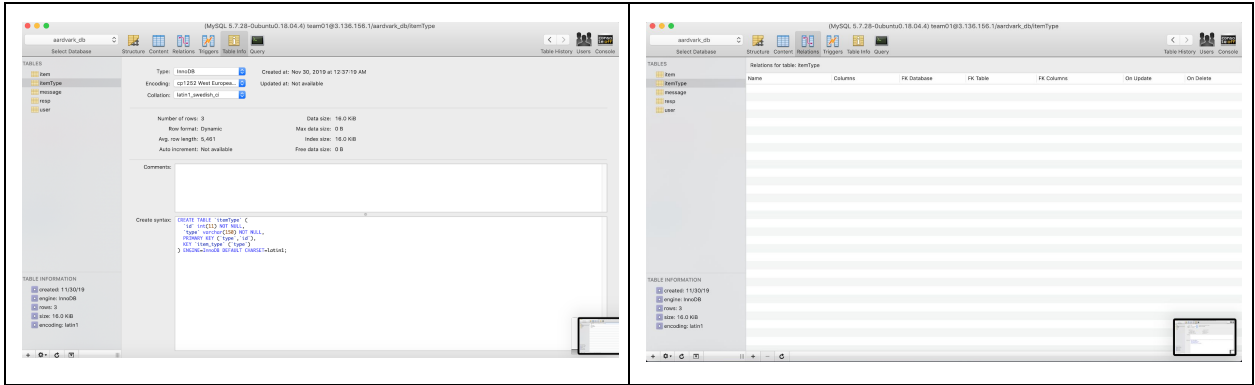 (MySQL 5.7.28-0ubuntu0.18.04.4) team01@3.136.156.1/aardvark_db/itemType
aardvark_db
Select Database
Structure Content Relations Triggers Table Info Query
Table History Users Console
TABLES
item
itemType
message
resp
user
Type: InnoDB
Created at: Nov 30, 2019 at 12:37:19 AM
Encoding: cp1252 West Europea...
Updated at: Not available
Collation: latin1_swedish_ci
Number of rows: 3
Data size: 16.0 KiB
Row format: Dynamic
Max data size: 0 B
Avg. row length: 5,461
Index size: 16.0 KiB
Auto increment: Not available
Free data size: 0 B
Comments:
Create syntax:
CREATE TABLE `itemType` (
`id` int(11) NOT NULL,
`type` varchar(150) NOT NULL,
PRIMARY KEY (`type`,`id`),
KEY `item_type` (`type`)
) ENGINE=InnoDB DEFAULT CHARSET=latin1;
TABLE INFORMATION
created: 11/30/19
engine: InnoDB
rows: 3
size: 16.0 KiB
encoding: latin1
(MySQL 5.7.28-0ubuntu0.18.04.4) team01@3.136.156.1/aardvark_db/itemType
aardvark_db
Select Database
Structure Content Relations Triggers Table Info Query
Table History Users Console
TABLES
item
itemType
message
resp
user
Relations for table: itemType
Name Columns FK Database FK Table FK Columns On Update On Delete
TABLE INFORMATION
created: 11/30/19
engine: InnoDB
rows: 3
size: 16.0 KiB
encoding: latin1